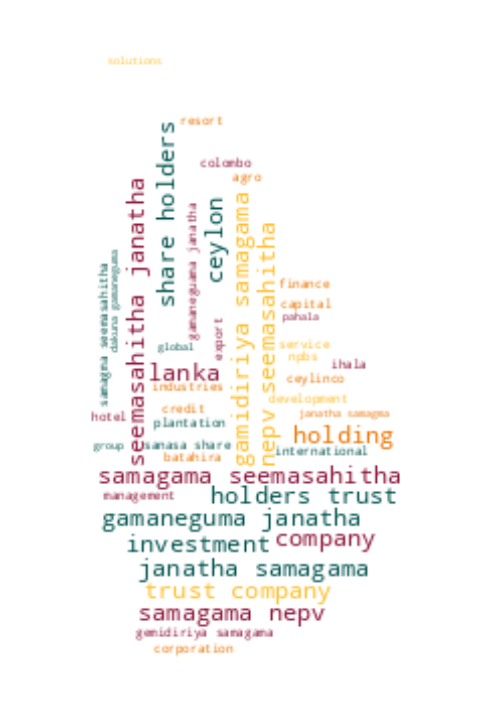 solutions
resort
share holders
colombo
agro
seemasahitha janatha
gamidiriya samagama
ceylon
gamaneguama janatha
nepv seemasahitha
dakuna gamaneguma
samagma seemasahitha
finance
capital
pahala
export
global
service
npbs
ihala
lanka
ceylinco
industries
development
credit
janatha samagma
hotel
plantation
holding
group
sanasa share
international
batahira
samagama seemasahitha
management
holders trust
gamaneguma janatha
company
investment
janatha samagama
trust company
samagama nepv
gemidiriya samagama
corporation